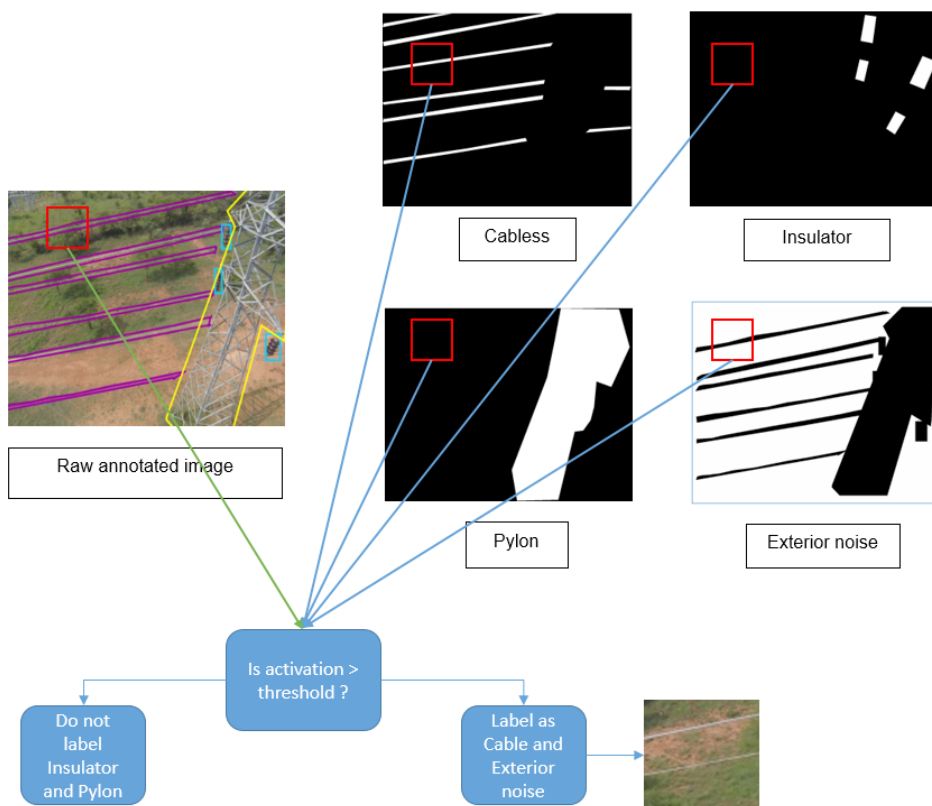 Cabless
Insulator
Raw annotated image
Pylon
Exterior noise
Is activation >
threshold ?
Do not
label
Insulator
and Pylon
Label as
Cable and
Exterior
noise